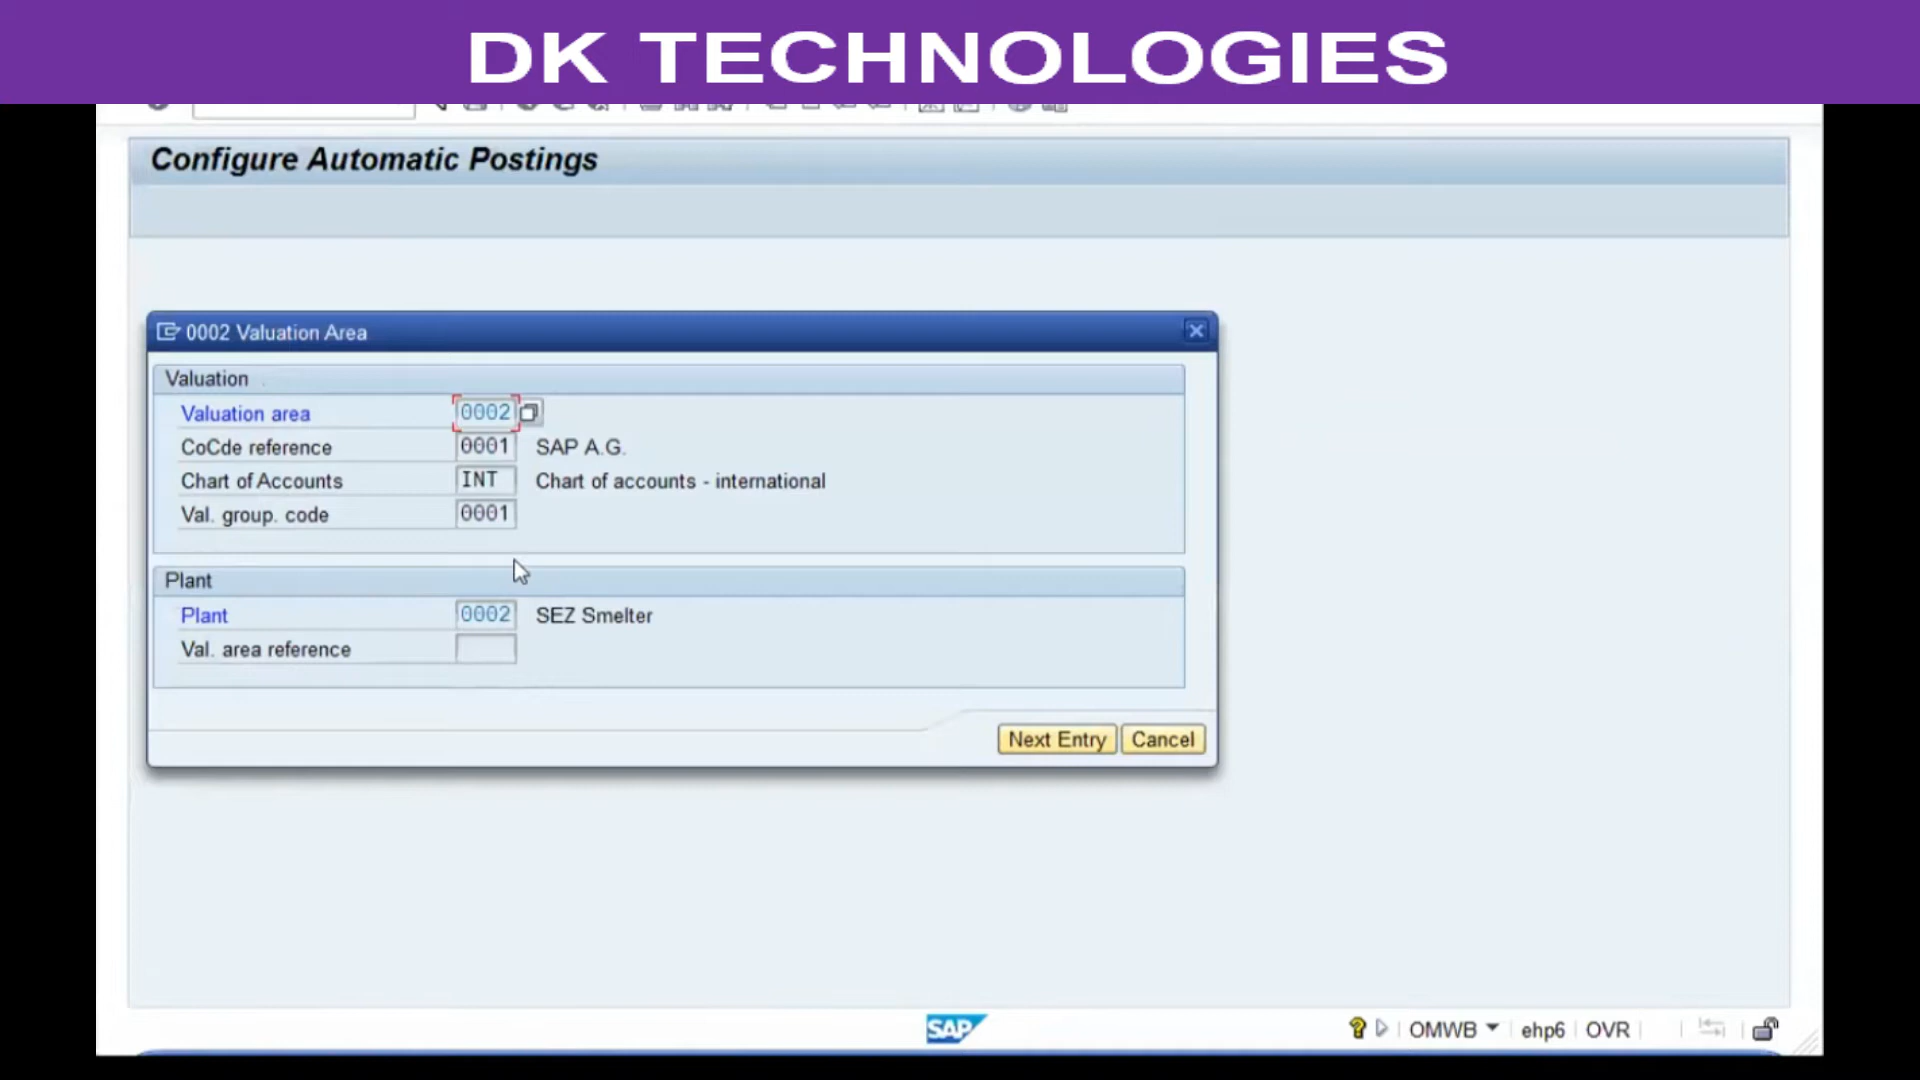 DK TECHNOLOGIES
Configure Automatic Postings
0002 Valuation Area
Valuation
Valuation area 0002
CoCde reference 0001 SAP A.G.
Chart of Accounts INT Chart of accounts - international
Val. group. code 0001
Plant
Plant 0002 SEZ Smelter
Val. area reference
Next Entry Cancel
SAP OMWB ehp6 OVR